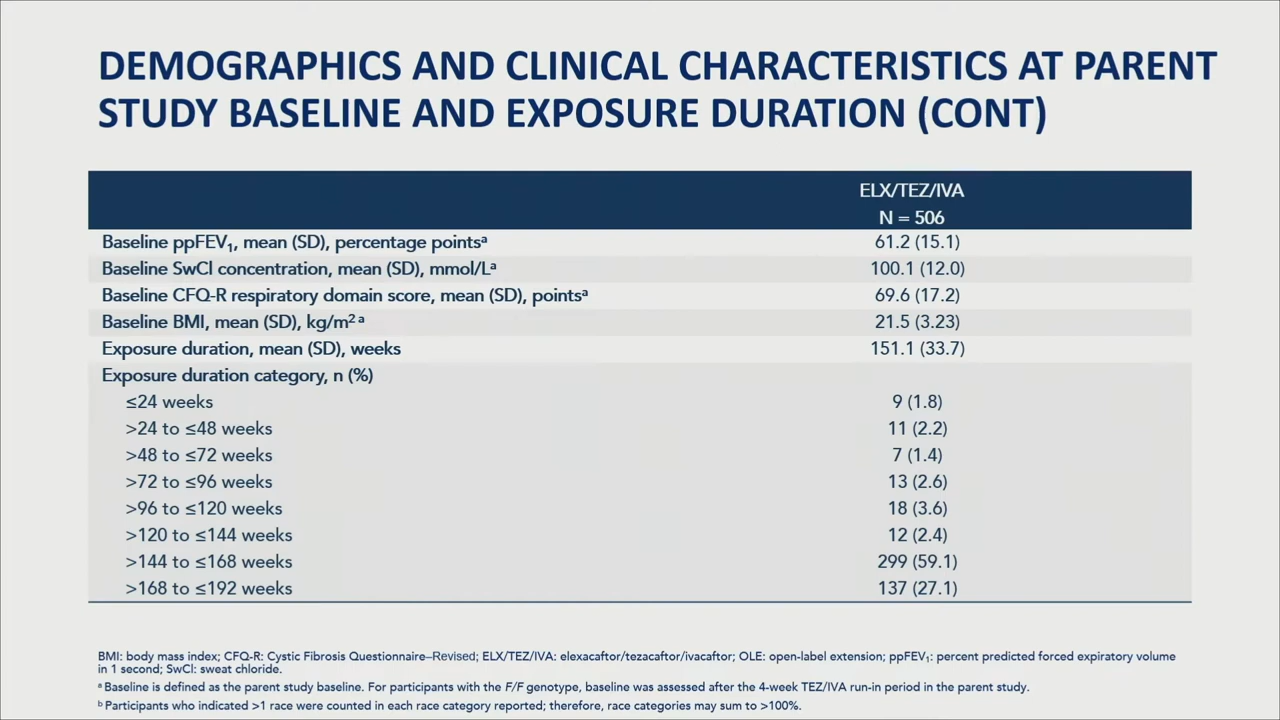 DEMOGRAPHICS AND CLINICAL CHARACTERISTICS AT PARENT
STUDY BASELINE AND EXPOSURE DURATION (CONT)
ELX/TEZ/IVA
N = 506
Baseline ppFEV₁, mean (SD), percentage pointsᵃ 61.2 (15.1)
Baseline SwCl concentration, mean (SD), mmol/Lᵃ 100.1 (12.0)
Baseline CFQ-R respiratory domain score, mean (SD), pointsᵃ 69.6 (17.2)
Baseline BMI, mean (SD), kg/m² ᵃ 21.5 (3.23)
Exposure duration, mean (SD), weeks 151.1 (33.7)
Exposure duration category, n (%)
≤24 weeks 9 (1.8)
>24 to ≤48 weeks 11 (2.2)
>48 to ≤72 weeks 7 (1.4)
>72 to ≤96 weeks 13 (2.6)
>96 to ≤120 weeks 18 (3.6)
>120 to ≤144 weeks 12 (2.4)
>144 to ≤168 weeks 299 (59.1)
>168 to ≤192 weeks 137 (27.1)
BMI: body mass index; CFQ-R: Cystic Fibrosis Questionnaire–Revised; ELX/TEZ/IVA: elexacaftor/tezacaftor/ivacaftor; OLE: open-label extension; ppFEV₁: percent predicted forced expiratory volume
in 1 second; SwCl: sweat chloride.
ᵃ Baseline is defined as the parent study baseline. For participants with the F/F genotype, baseline was assessed after the 4-week TEZ/IVA run-in period in the parent study.
ᵇ Participants who indicated >1 race were counted in each race category reported; therefore, race categories may sum to >100%.